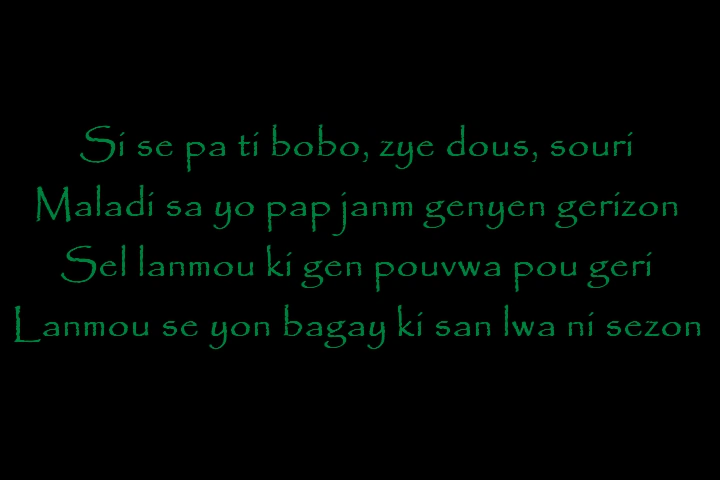 Si se pa ti bobo, zye dous, souri
Maladi sa yo pap janm genyen gerizon
Sel lanmou ki gen pouvwa pou geri
Lanmou se yon bagay ki san lwa ni sezon